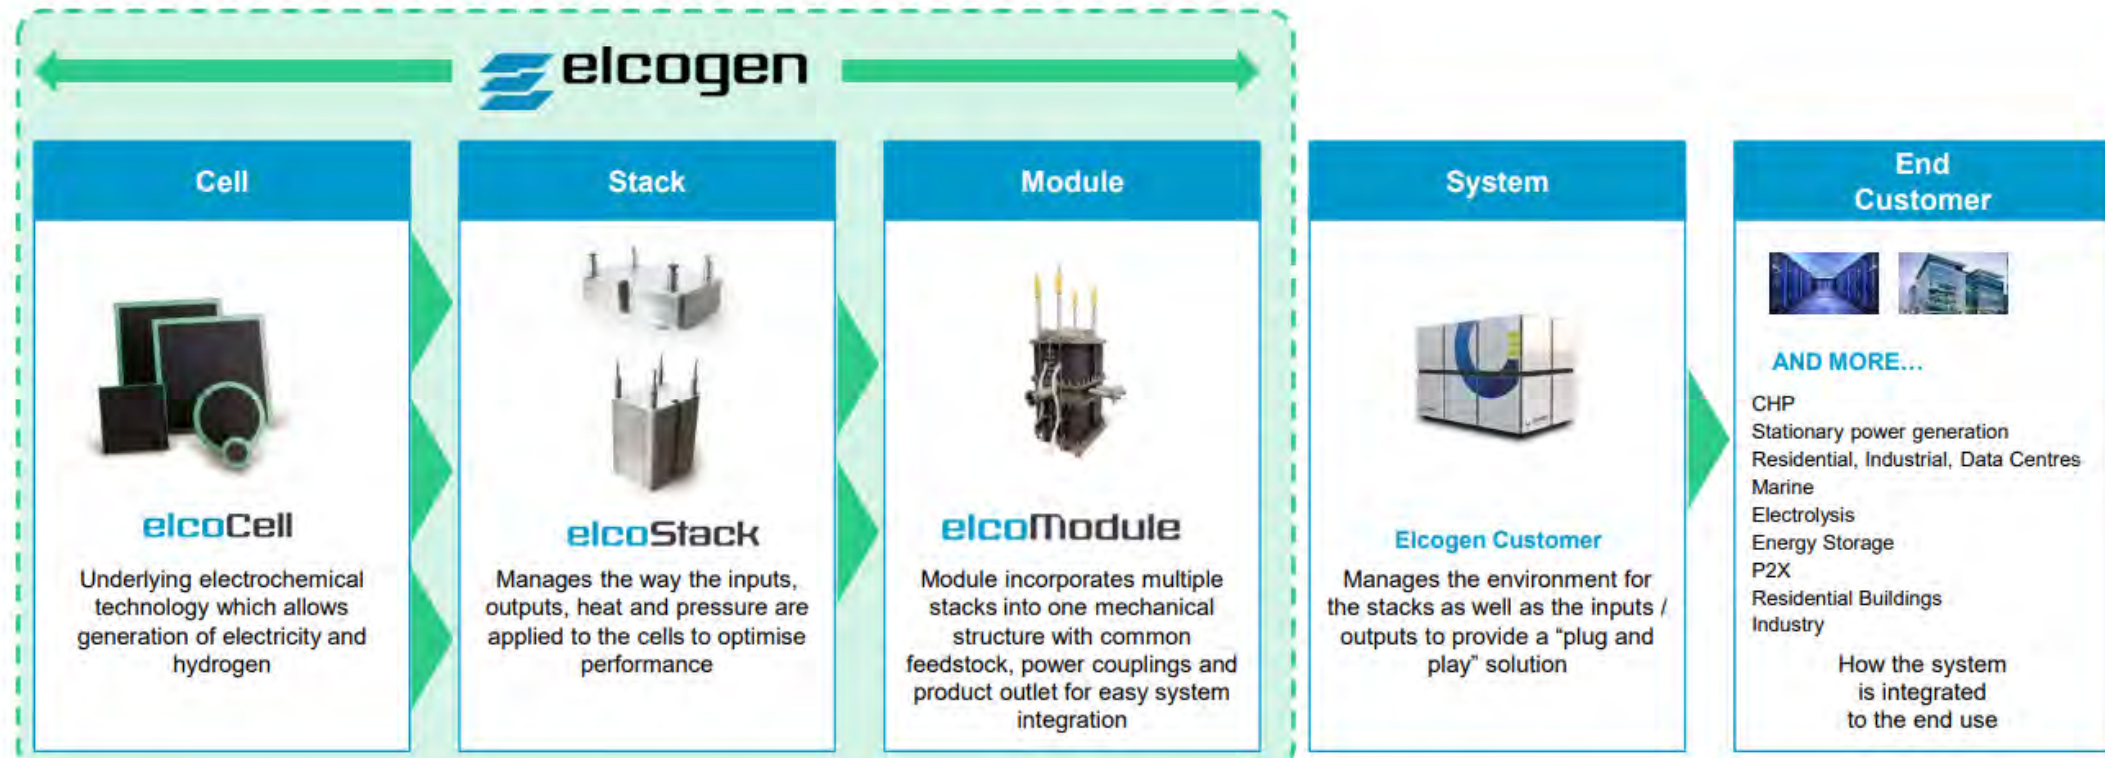 elcogen
Cell
Underlying electrochemical
technology which allows
generation of electricity and
hydrogen
elcoCell
Stack
elcoStack
Manages the way the inputs,
outputs, heat and pressure are
applied to the cells to optimise
performance
Module
elcoModule
Module incorporates multiple
stacks into one mechanical
structure with common
feedstock, power couplings and
product outlet for easy system
integration
System
Elcogen Customer
Manages the environment for
the stacks as well as the inputs /
outputs to provide a “plug and
play” solution
End
Customer
AND MORE...
CHP
Stationary power generation
Residential, Industrial, Data Centres
Marine
Electrolysis
Energy Storage
P2X
Residential Buildings
Industry
How the system
is integrated
to the end use